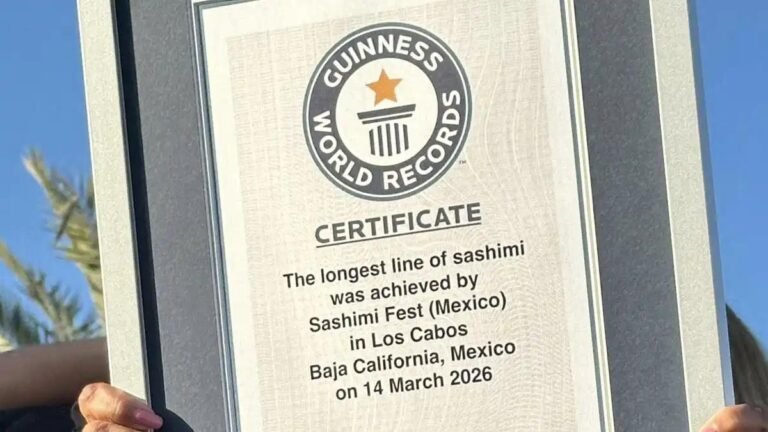 GUINNESS
WORLD RECORDS
™
CERTIFICATE
The longest line of sashimi
was achieved by
Sashimi Fest (Mexico)
in Los Cabos
Baja California, Mexico
on 14 March 2026